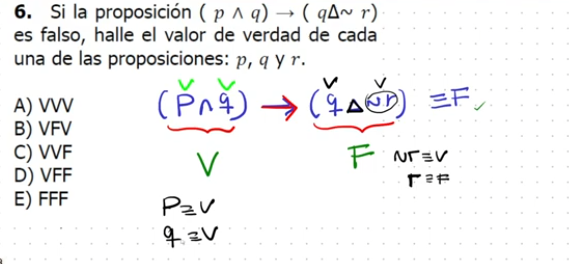 6. Si la proposición ( p ∧ q) → ( qΔ~ r)
es falso, halle el valor de verdad de cada
una de las proposiciones: p, q y r.
A) VVV
B) VFV
C) VVF
D) VFF
E) FFF
V V V V
(p∧q) → (q Δ ~r) ≡F
V F
~r≡V
r≡F
P≡V
q≡V